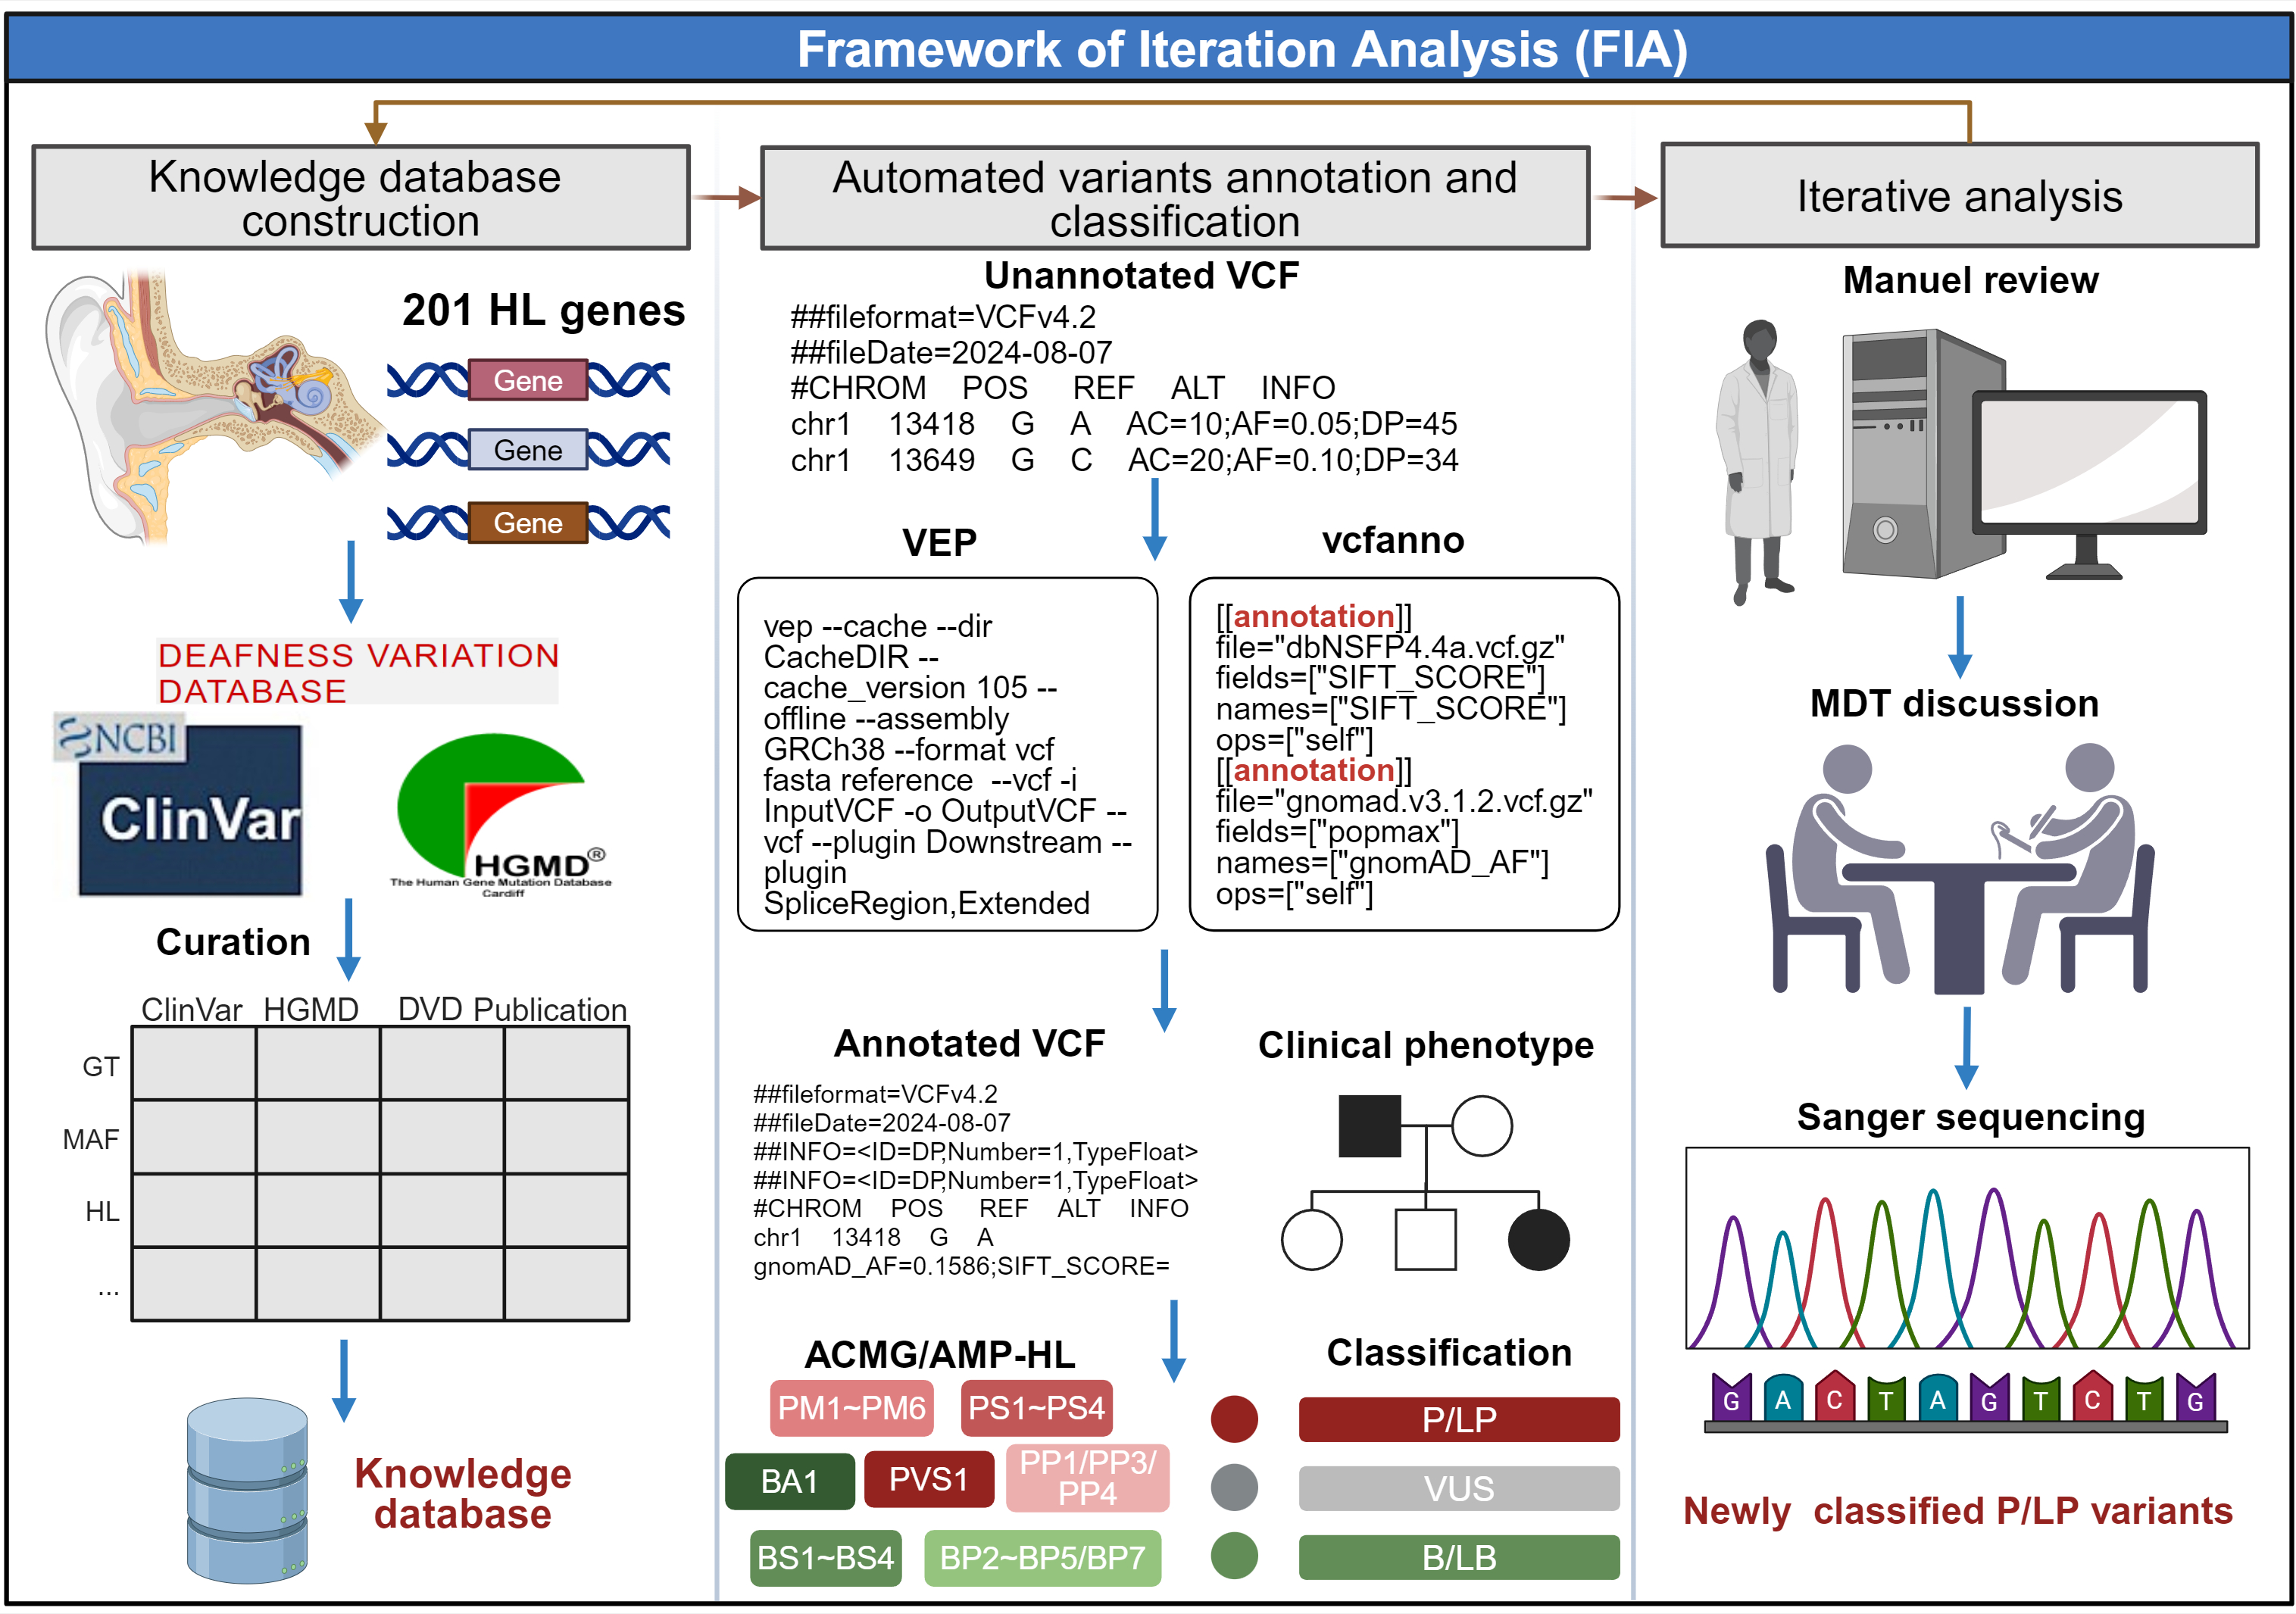 Framework of Iteration Analysis (FIA)
Knowledge database
construction
201 HL genes
Gene
Gene
Gene
DEAFNESS VARIATION
DATABASE
NCBI
ClinVar
HGMD®
The Human Gene Mutation Database
Cardiff
Curation
ClinVar HGMD DVD Publication
GT
MAF
HL
...
Knowledge
database
Automated variants annotation and
classification
Unannotated VCF
##fileformat=VCFv4.2
##fileDate=2024-08-07
#CHROM POS REF ALT INFO
chr1 13418 G A AC=10;AF=0.05;DP=45
chr1 13649 G C AC=20;AF=0.10;DP=34
VEP
vep --cache --dir
CacheDIR --
cache_version 105 --
offline --assembly
GRCh38 --format vcf
fasta reference --vcf -i
InputVCF -o OutputVCF --
vcf --plugin Downstream --
plugin
SpliceRegion,Extended
vcfanno
[[annotation]]
file="dbNSFP4.4a.vcf.gz"
fields=["SIFT_SCORE"]
names=["SIFT_SCORE"]
ops=["self"]
[[annotation]]
file="gnomad.v3.1.2.vcf.gz"
fields=["popmax"]
names=["gnomAD_AF"]
ops=["self"]
Annotated VCF
##fileformat=VCFv4.2
##fileDate=2024-08-07
##INFO=<ID=DP,Number=1,TypeFloat>
##INFO=<ID=DP,Number=1,TypeFloat>
#CHROM POS REF ALT INFO
chr1 13418 G A
gnomAD_AF=0.1586;SIFT_SCORE=
Clinical phenotype
ACMG/AMP-HL
PM1~PM6 PS1~PS4
BA1 PVS1 PP1/PP3/
PP4
BS1~BS4 BP2~BP5/BP7
Classification
P/LP
VUS
B/LB
Iterative analysis
Manuel review
MDT discussion
Sanger sequencing
G A C T A G T C T G
Newly classified P/LP variants